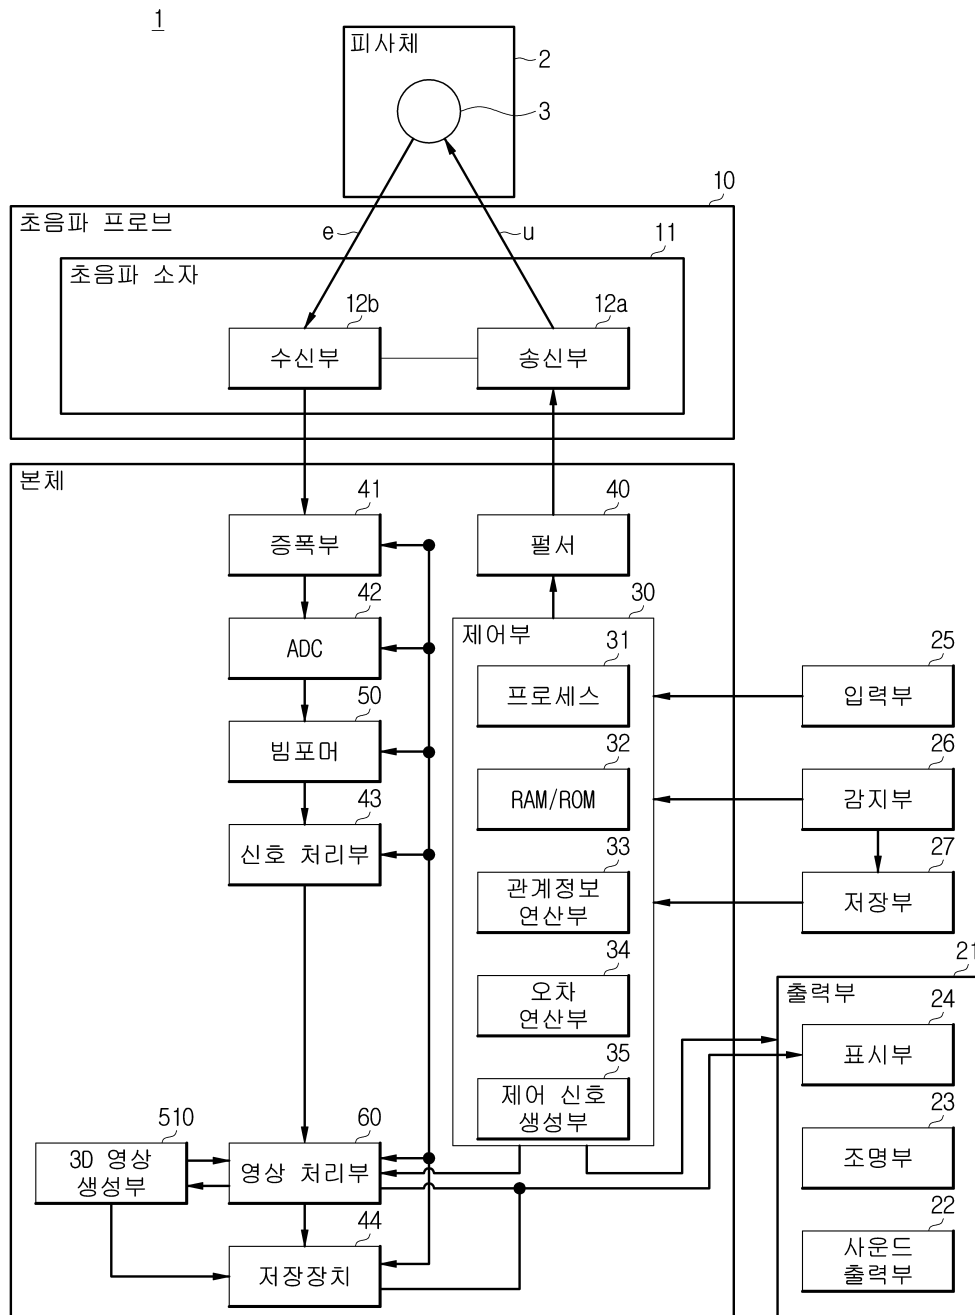 1
피사체
2
3
10
초음파 프로브
e
u
11
초음파 소자
12b
12a
수신부
송신부
본체
41
40
증폭부
펄서
42
30
ADC
제어부
31
25
프로세스
입력부
50
32
26
빔포머
RAM/ROM
감지부
43
33
27
신호 처리부
관계정보
연산부
저장부
34
21
오차
연산부
출력부
24
표시부
35
제어 신호
생성부
23
조명부
510
60
3D 영상
생성부
영상 처리부
44
22
저장장치
사운드
출력부